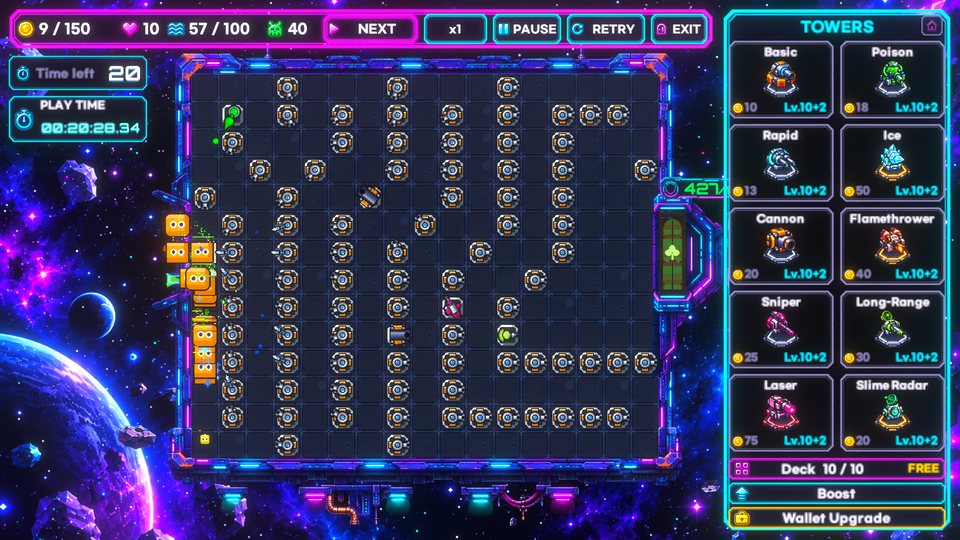 9 / 150
10
57 / 100
40
NEXT
x1
PAUSE
RETRY
EXIT
Time left 20
PLAY TIME
00:20:28.34
427/
TOWERS
Basic
10 Lv.10+2
Poison
18 Lv.10+2
Rapid
13 Lv.10+2
Ice
50 Lv.10+2
Cannon
20 Lv.10+2
Flamethrower
40 Lv.10+2
Sniper
25 Lv.10+2
Long-Range
30 Lv.10+2
Laser
75 Lv.10+2
Slime Radar
20 Lv.10+2
Deck 10 / 10 FREE
Boost
Wallet Upgrade